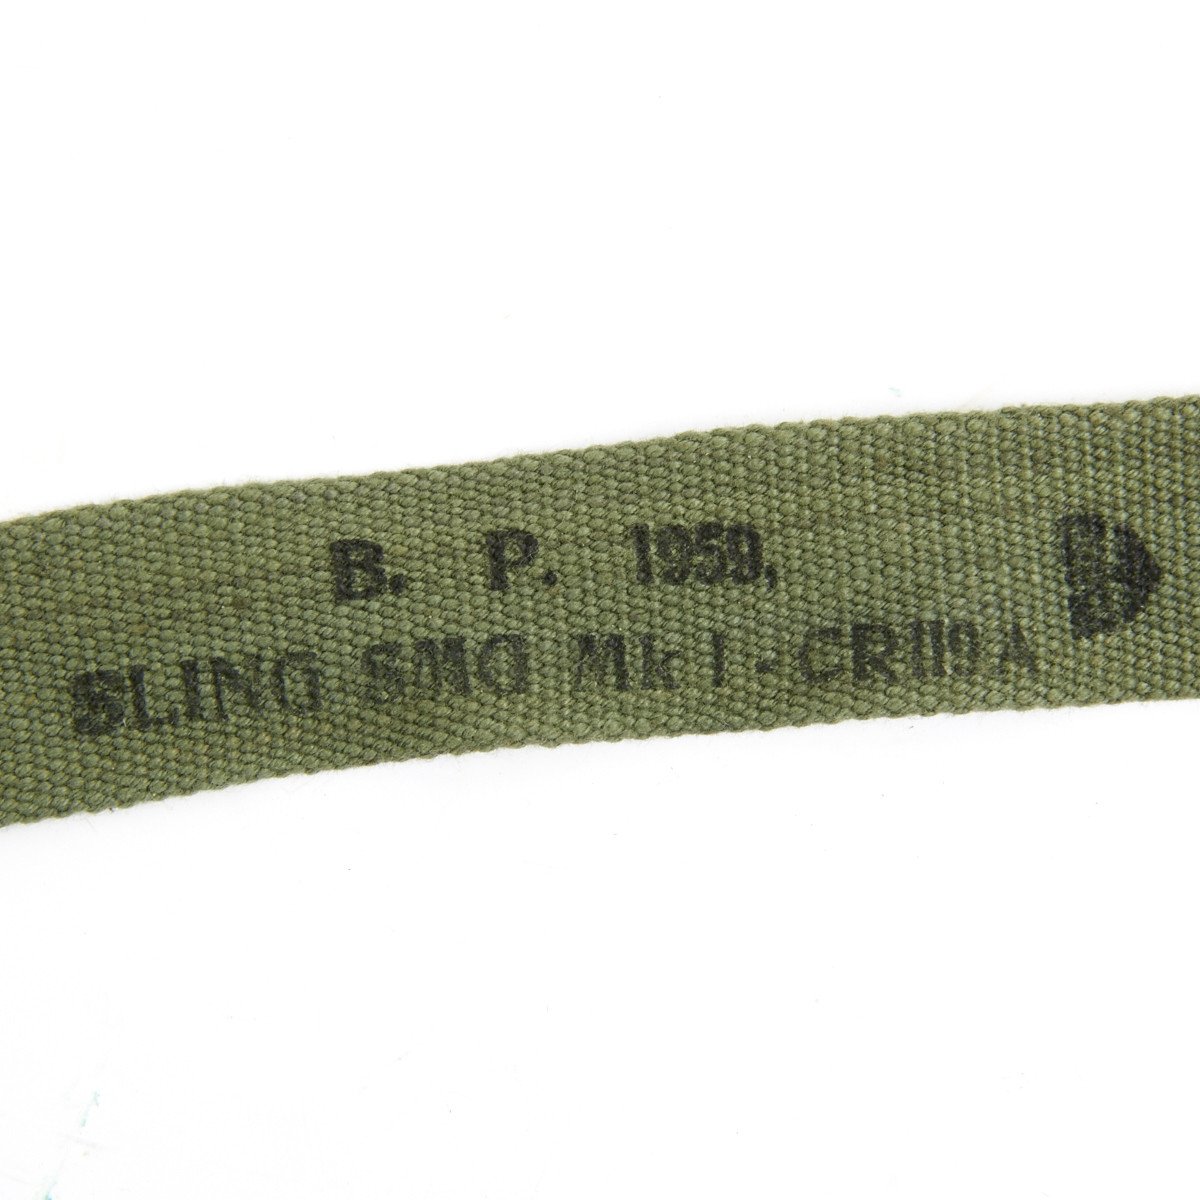 B. P. 1950,
SLING SMG Mk I - CR119A